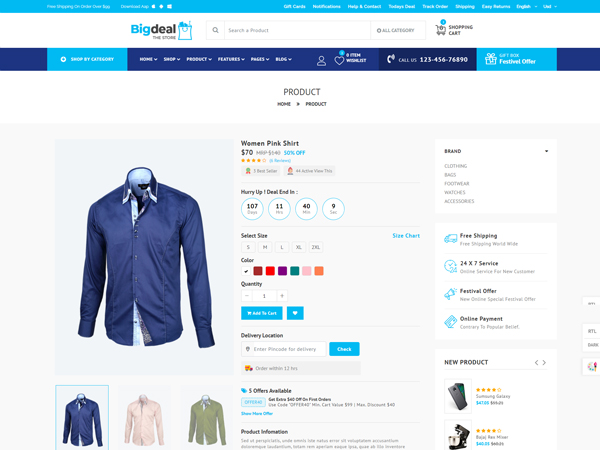 Free Shipping On Order Over $99 Download App Gift Cards Notifications Help & Contact Todays Deal Track Order Shipping Easy Returns English Usd
Bigdeal
THE STORE
Search a Product
ALL CATEGORY
0
SHOPPING
CART
SHOP BY CATEGORY
HOME SHOP PRODUCT FEATURES PAGES BLOG
0 ITEM
WISHLIST
CALL US 123-456-76890
GIFT BOX
Festivel Offer
PRODUCT
HOME > PRODUCT
Women Pink Shirt
$70 MRP $140 50% OFF
(6 Reviews)
3 Best Seller 44 Active View This
Hurry Up ! Deal End In :
107 11 40 9
Days Hrs Min Sec
Select Size Size Chart
S M L XL 2XL
Color
Quantity
- 1 +
Add To Cart
Delivery Location
Enter Pincode for delivery Check
Order within 12 hrs
5 Offers Available
OFFER40 Get Extra $40 Off On First Orders
Use Code "OFFER40" Min. Cart Value $99 | Max. Discount $40
Show More Offer
Product Infomation
Sed ut perspiciatis, unde omnis iste natus error sit voluptatem accusantium
doloremque laudantium, totam rem aperiam eaque ipsa, quae ab illo inventore
BRAND
CLOTHING
BAGS
FOOTWEAR
WATCHES
ACCESSORIES
Free Shipping
Free Shipping World Wide
24 X 7 Service
Online Service For New Customer
Festival Offer
New Online Special Festival Offer
Online Payment
Contrary To Popular Belief.
NEW PRODUCT
Samsung Galaxy
Bajaj Rex Mixer
RTL
DARK